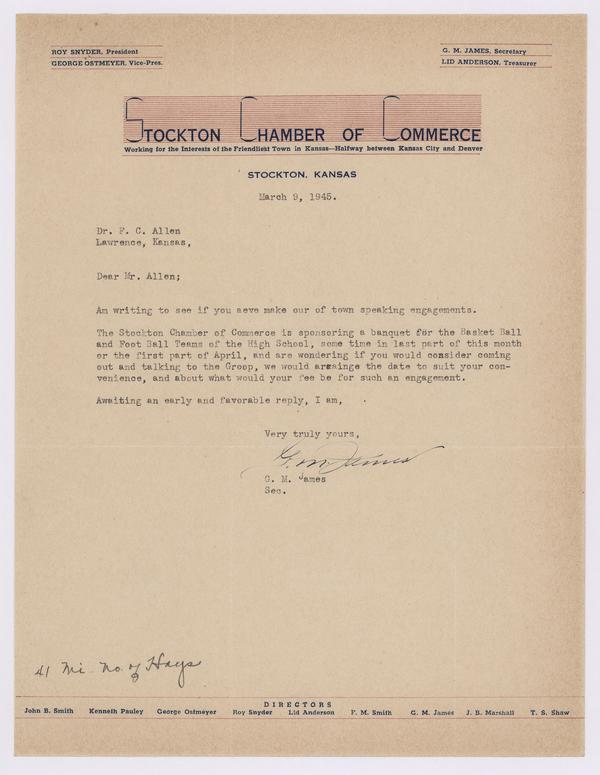 ROY SNYDER, President
GEORGE OSTMEYER, Vice-Pres.
G. M. JAMES, Secretary
LID ANDERSON, Treasurer
STOCKTON CHAMBER OF COMMERCE
Working for the Interests of the Friendliest Town in Kansas—Halfway between Kansas City and Denver
STOCKTON, KANSAS
March 9, 1945.
Dr. F. C. Allen
Lawrence, Kansas,
Dear Mr. Allen;
Am writing to see if you aeve make our of town speaking engagements.
The Stockton Chamber of Commerce is sponsoring a banquet for the Basket Ball
and Foot Ball Teams of the High School, some time in last part of this month
or the first part of April, and are wondering if you would consider coming
out and talking to the Groop, we would arrainge the date to suit your con-
venience, and about what would your fee be for such an engagement.
Awaiting an early and favorable reply, I am,
Very truly yours,
G. M. James
G. M. James
Sec.
41 Mi. No. of Hays
DIRECTORS
John B. Smith Kenneth Pauley George Ostmeyer Roy Snyder Lid Anderson F. M. Smith G. M. James J. B. Marshall T. S. Shaw